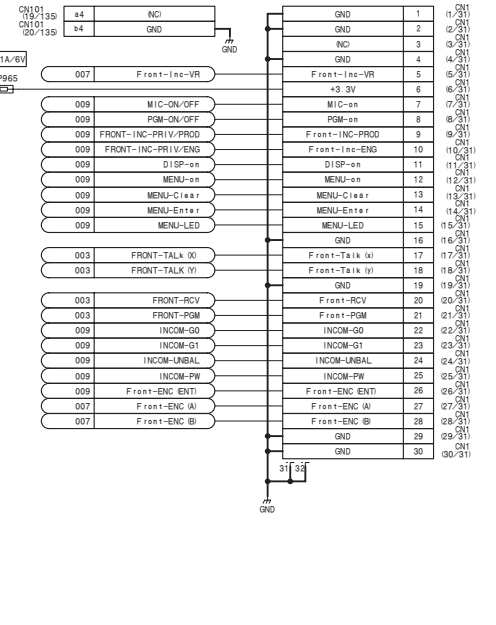 CN101
(19/135) a4 (NC)
CN101
(20/135) b4 GND
GND
1A/6V
P965
GND 1 CN1 (1/31)
GND 2 CN1 (2/31)
(NC) 3 CN1 (3/31)
GND 4 CN1 (4/31)
007 Front-Inc-VR Front-Inc-VR 5 CN1 (5/31)
+3.3V 6 CN1 (6/31)
009 MIC-ON/OFF MIC-on 7 CN1 (7/31)
009 PGM-ON/OFF PGM-on 8 CN1 (8/31)
009 FRONT-INC-PRIV/PROD Front-Inc-PROD 9 CN1 (9/31)
009 FRONT-INC-PRIV/ENG Front-Inc-ENG 10 CN1 (10/31)
009 DISP-on DISP-on 11 CN1 (11/31)
009 MENU-on MENU-on 12 CN1 (12/31)
009 MENU-Clear MENU-Clear 13 CN1 (13/31)
009 MENU-Enter MENU-Enter 14 CN1 (14/31)
009 MENU-LED MENU-LED 15 CN1 (15/31)
GND 16 CN1 (16/31)
003 FRONT-TALk (X) Front-Talk (x) 17 CN1 (17/31)
003 FRONT-TALK (Y) Front-Talk (y) 18 CN1 (18/31)
GND 19 CN1 (19/31)
003 FRONT-RCV Front-RCV 20 CN1 (20/31)
003 FRONT-PGM Front-PGM 21 CN1 (21/31)
009 INCOM-G0 INCOM-G0 22 CN1 (22/31)
009 INCOM-G1 INCOM-G1 23 CN1 (23/31)
009 INCOM-UNBAL INCOM-UNBAL 24 CN1 (24/31)
009 INCOM-PW INCOM-PW 25 CN1 (25/31)
009 Front-ENC (ENT) Front-ENC (ENT) 26 CN1 (26/31)
007 Front-ENC (A) Front-ENC (A) 27 CN1 (27/31)
007 Front-ENC (B) Front-ENC (B) 28 CN1 (28/31)
GND 29 CN1 (29/31)
GND 30 CN1 (30/31)
31 32
GND